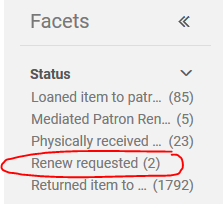 Facets «
Status
Loaned item to patr... (85)
Mediated Patron Ren... (5)
Physically received ... (23)
Renew requested (2)
Returned item to ... (1792)